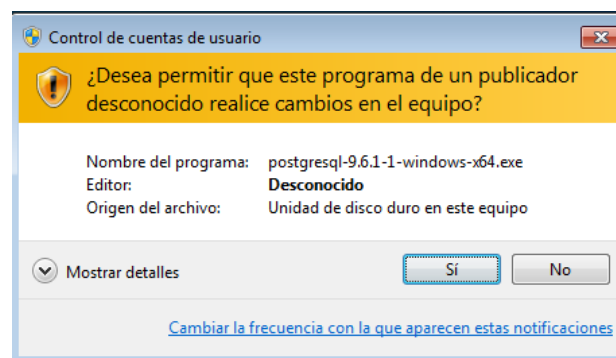 Control de cuentas de usuario
¿Desea permitir que este programa de un publicador
desconocido realice cambios en el equipo?
Nombre del programa: postgresql-9.6.1-1-windows-x64.exe
Editor: Desconocido
Origen del archivo: Unidad de disco duro en este equipo
Mostrar detalles Sí No
Cambiar la frecuencia con la que aparecen estas notificaciones